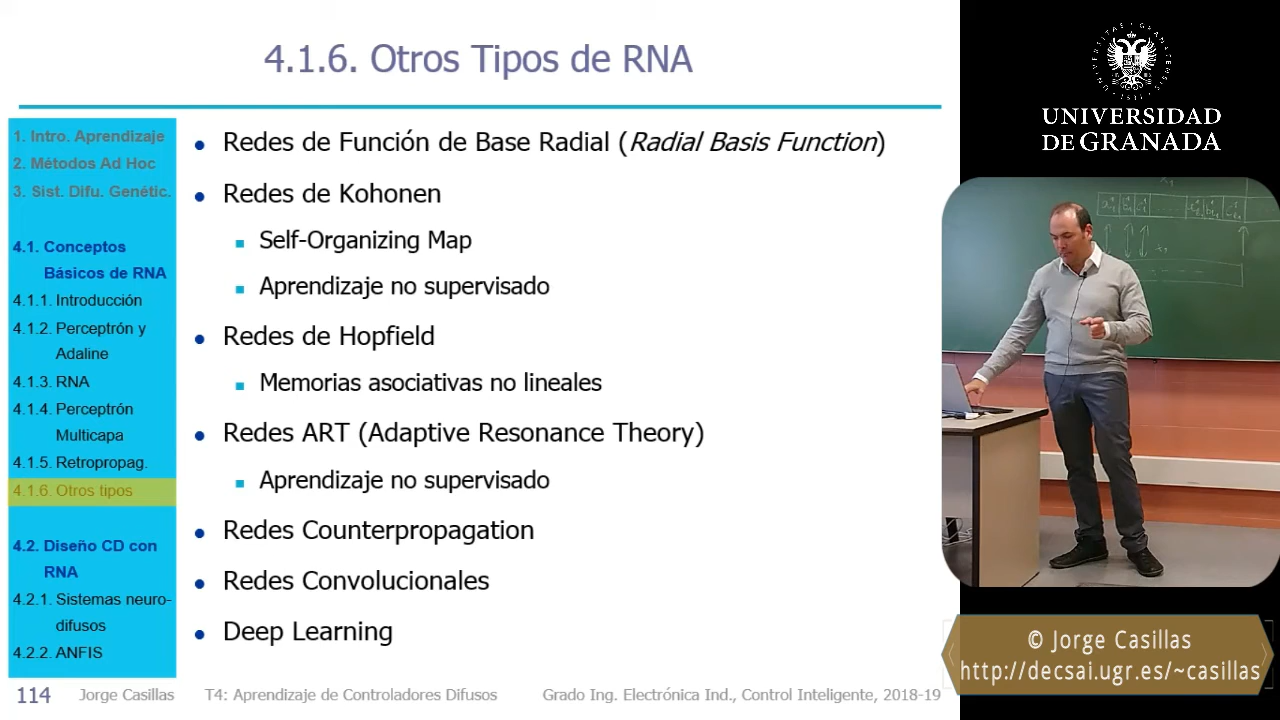 4.1.6. Otros Tipos de RNA
1. Intro. Aprendizaje
2. Métodos Ad Hoc
3. Sist. Difu. Genétic.
4.1. Conceptos
Básicos de RNA
4.1.1. Introducción
4.1.2. Perceptrón y
Adaline
4.1.3. RNA
4.1.4. Perceptrón
Multicapa
4.1.5. Retropropag.
4.1.6. Otros tipos
4.2. Diseño CD con
RNA
4.2.1. Sistemas neuro-
difusos
4.2.2. ANFIS
• Redes de Función de Base Radial (Radial Basis Function)
• Redes de Kohonen
▪ Self-Organizing Map
▪ Aprendizaje no supervisado
• Redes de Hopfield
▪ Memorias asociativas no lineales
• Redes ART (Adaptive Resonance Theory)
▪ Aprendizaje no supervisado
• Redes Counterpropagation
• Redes Convolucionales
• Deep Learning
114 Jorge Casillas T4: Aprendizaje de Controladores Difusos Grado Ing. Electrónica Ind., Control Inteligente, 2018-19
UNIVERSIDAD
DE GRANADA
© Jorge Casillas
http://decsai.ugr.es/~casillas